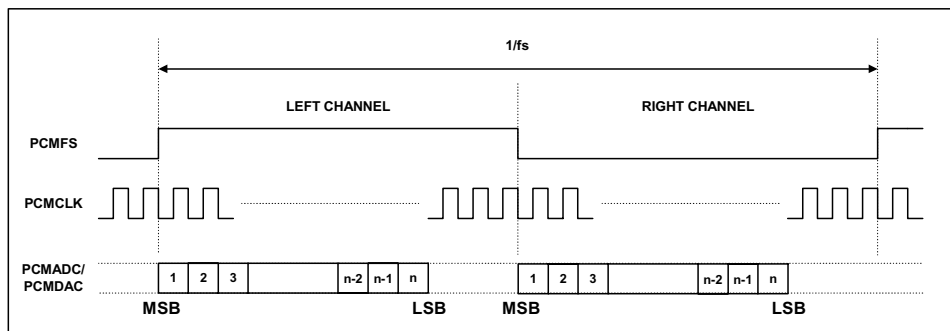 1/fs
LEFT CHANNEL RIGHT CHANNEL
PCMFS
PCMCLK
PCMADC/
PCMDAC
1 2 3 n-2 n-1 n 1 2 3 n-2 n-1 n
MSB LSB MSB LSB